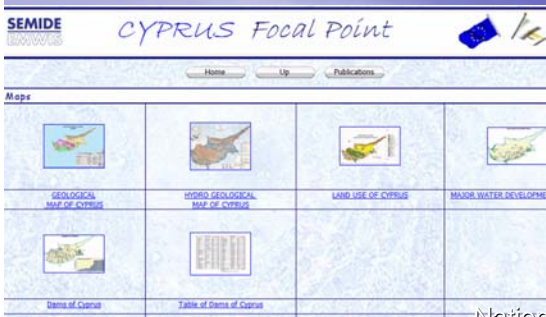 SEMIDE
EMWIS
CYPRUS Focal Point
Home
Up
Publications
Maps
GEOLOGICAL
MAP OF CYPRUS
HYDRO GEOLOGICAL
MAP OF CYPRUS
LAND USE OF CYPRUS
MAJOR WATER DEVELOPME
Dams of Cyprus
Table of Dams of Cyprus